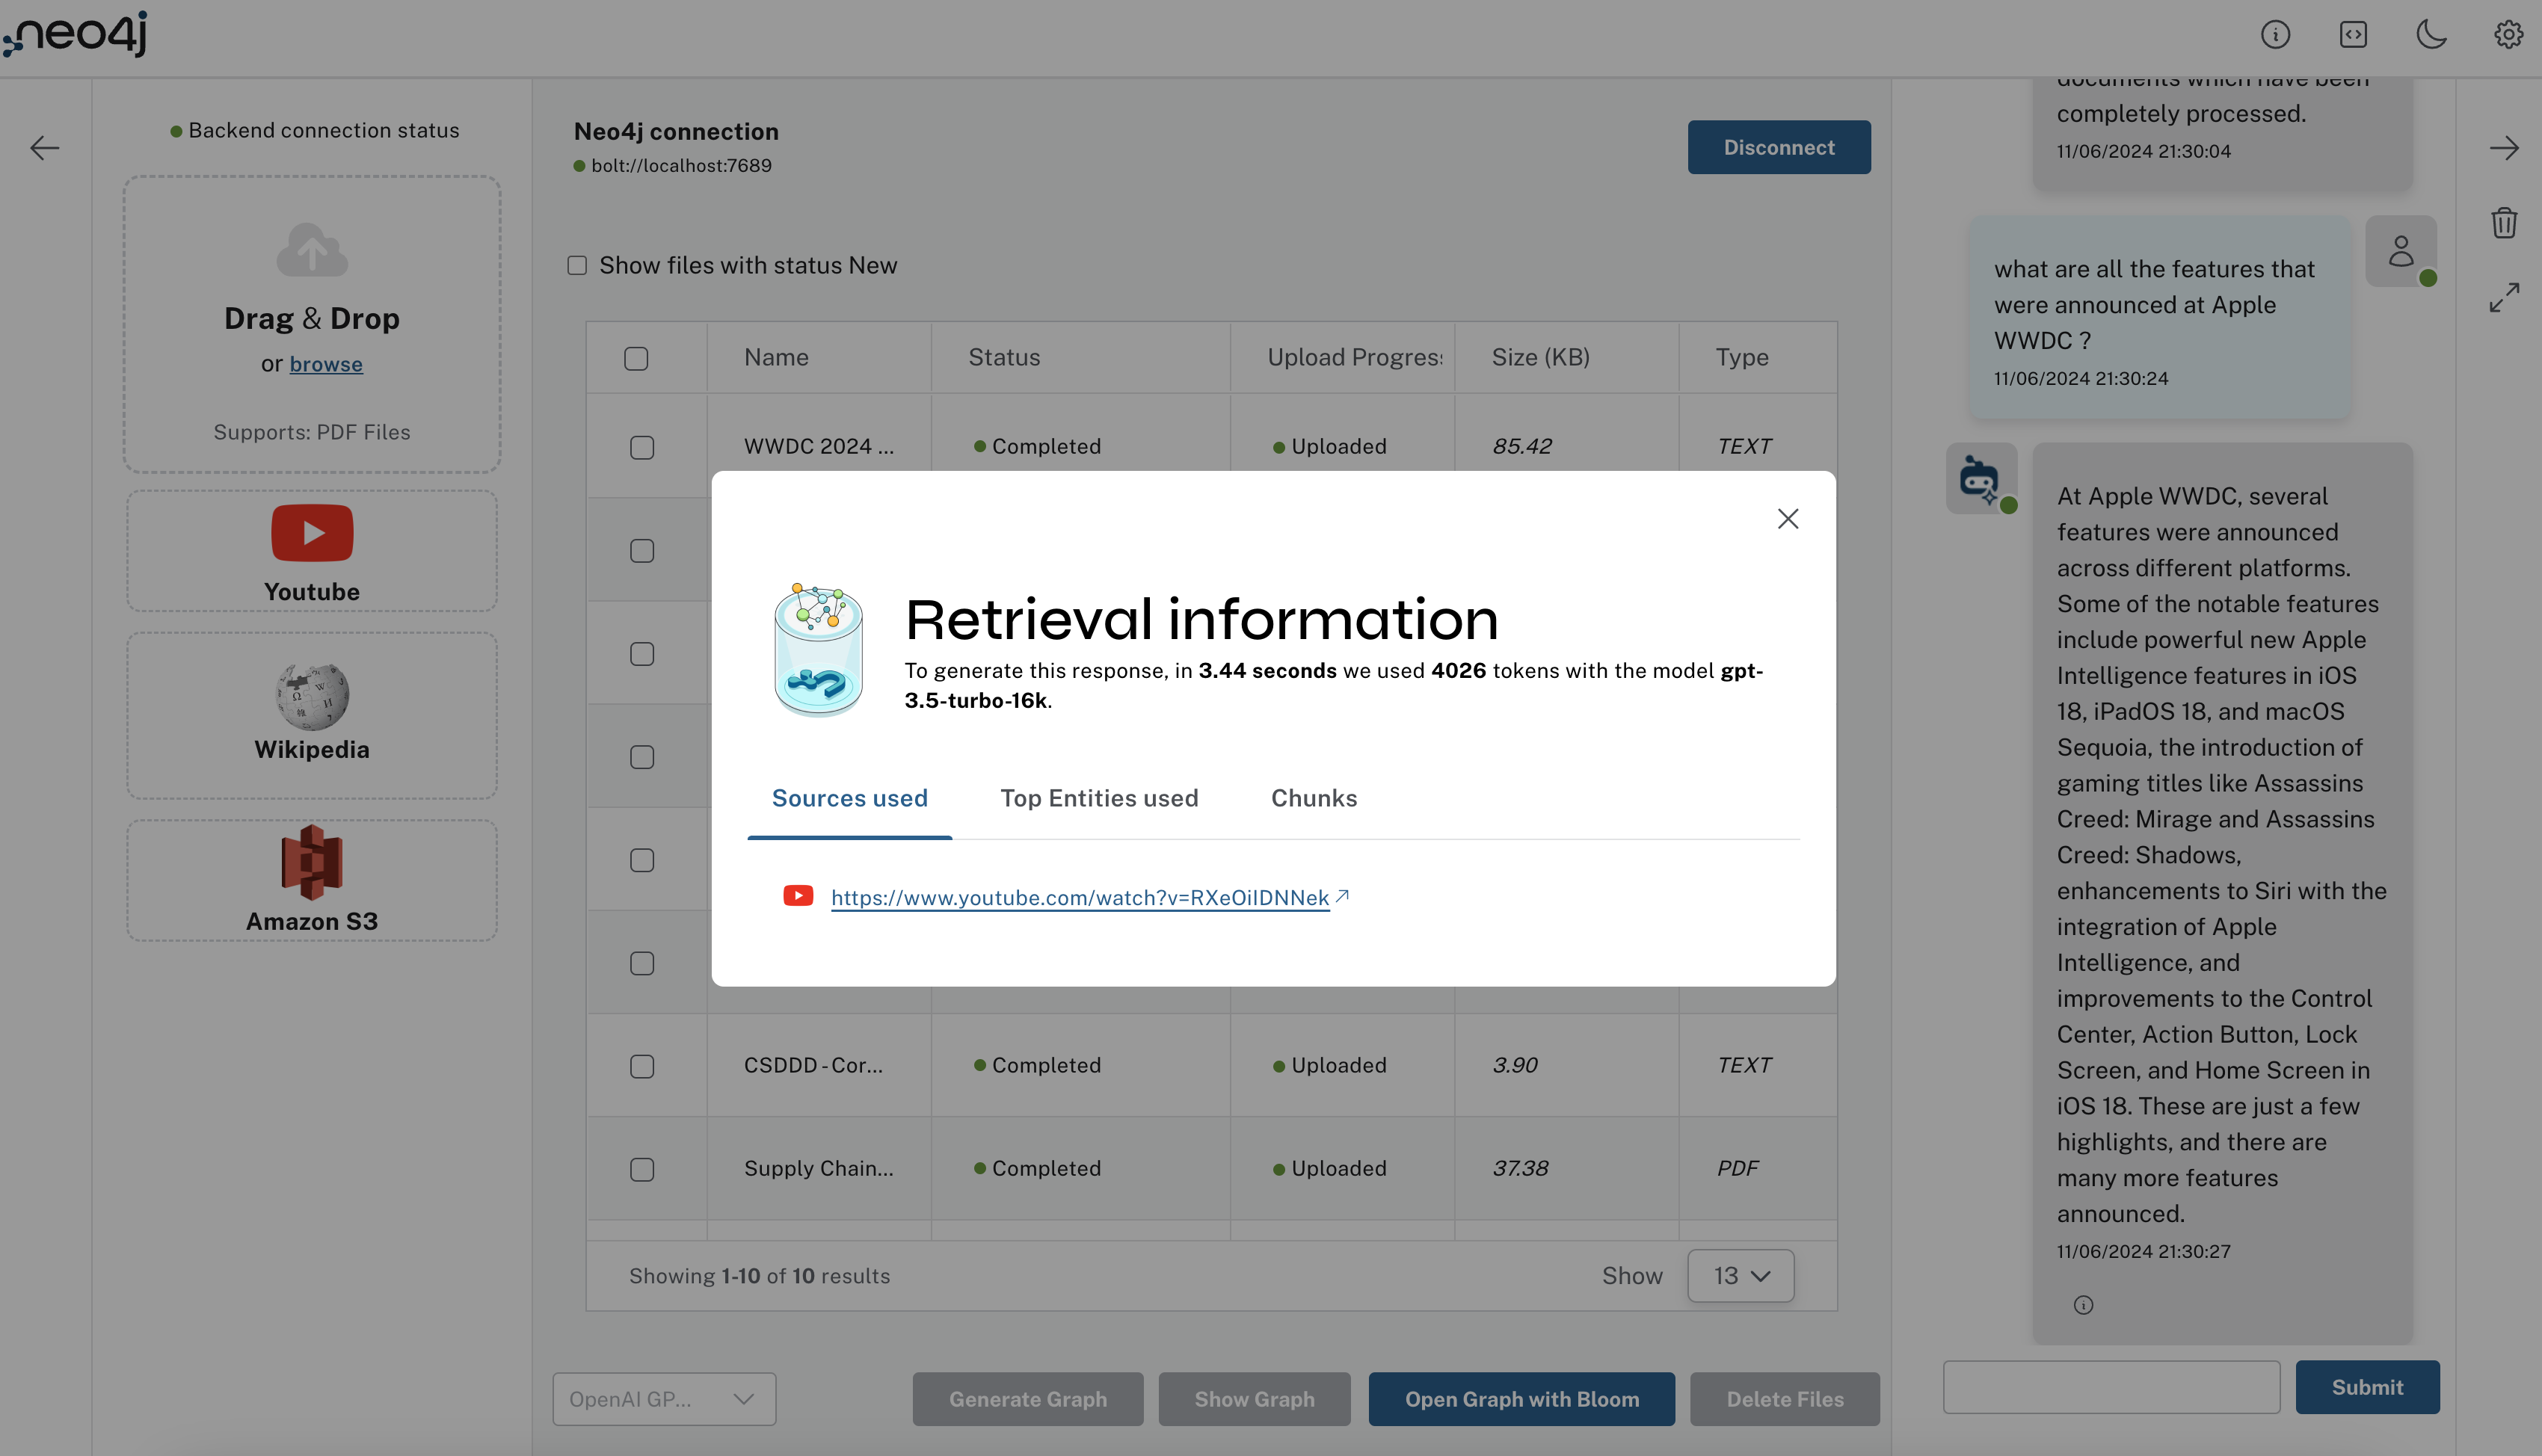 neo4j
Backend connection status
Drag & Drop
or browse
Supports: PDF Files
Youtube
Wikipedia
Amazon S3
Neo4j connection
bolt://localhost:7689
Disconnect
Show files with status New
Name Status Upload Progres Size (KB) Type
WWDC 2024 ... Completed Uploaded 85.42 TEXT
Retrieval information
To generate this response, in 3.44 seconds we used 4026 tokens with the model gpt-
3.5-turbo-16k.
Sources used Top Entities used Chunks
https://www.youtube.com/watch?v=RXeOiIDNNek
CSDDD - Cor... Completed Uploaded 3.90 TEXT
Supply Chain... Completed Uploaded 37.38 PDF
Showing 1-10 of 10 results
Show 13
OpenAI GP...
Generate Graph
Show Graph
Open Graph with Bloom
Delete Files
documents which have been
completely processed.
11/06/2024 21:30:04
what are all the features that
were announced at Apple
WWDC ?
11/06/2024 21:30:24
At Apple WWDC, several
features were announced
across different platforms.
Some of the notable features
include powerful new Apple
Intelligence features in iOS
18, iPadOS 18, and macOS
Sequoia, the introduction of
gaming titles like Assassins
Creed: Mirage and Assassins
Creed: Shadows,
enhancements to Siri with the
integration of Apple
Intelligence, and
improvements to the Control
Center, Action Button, Lock
Screen, and Home Screen in
iOS 18. These are just a few
highlights, and there are
many more features
announced.
11/06/2024 21:30:27
Submit